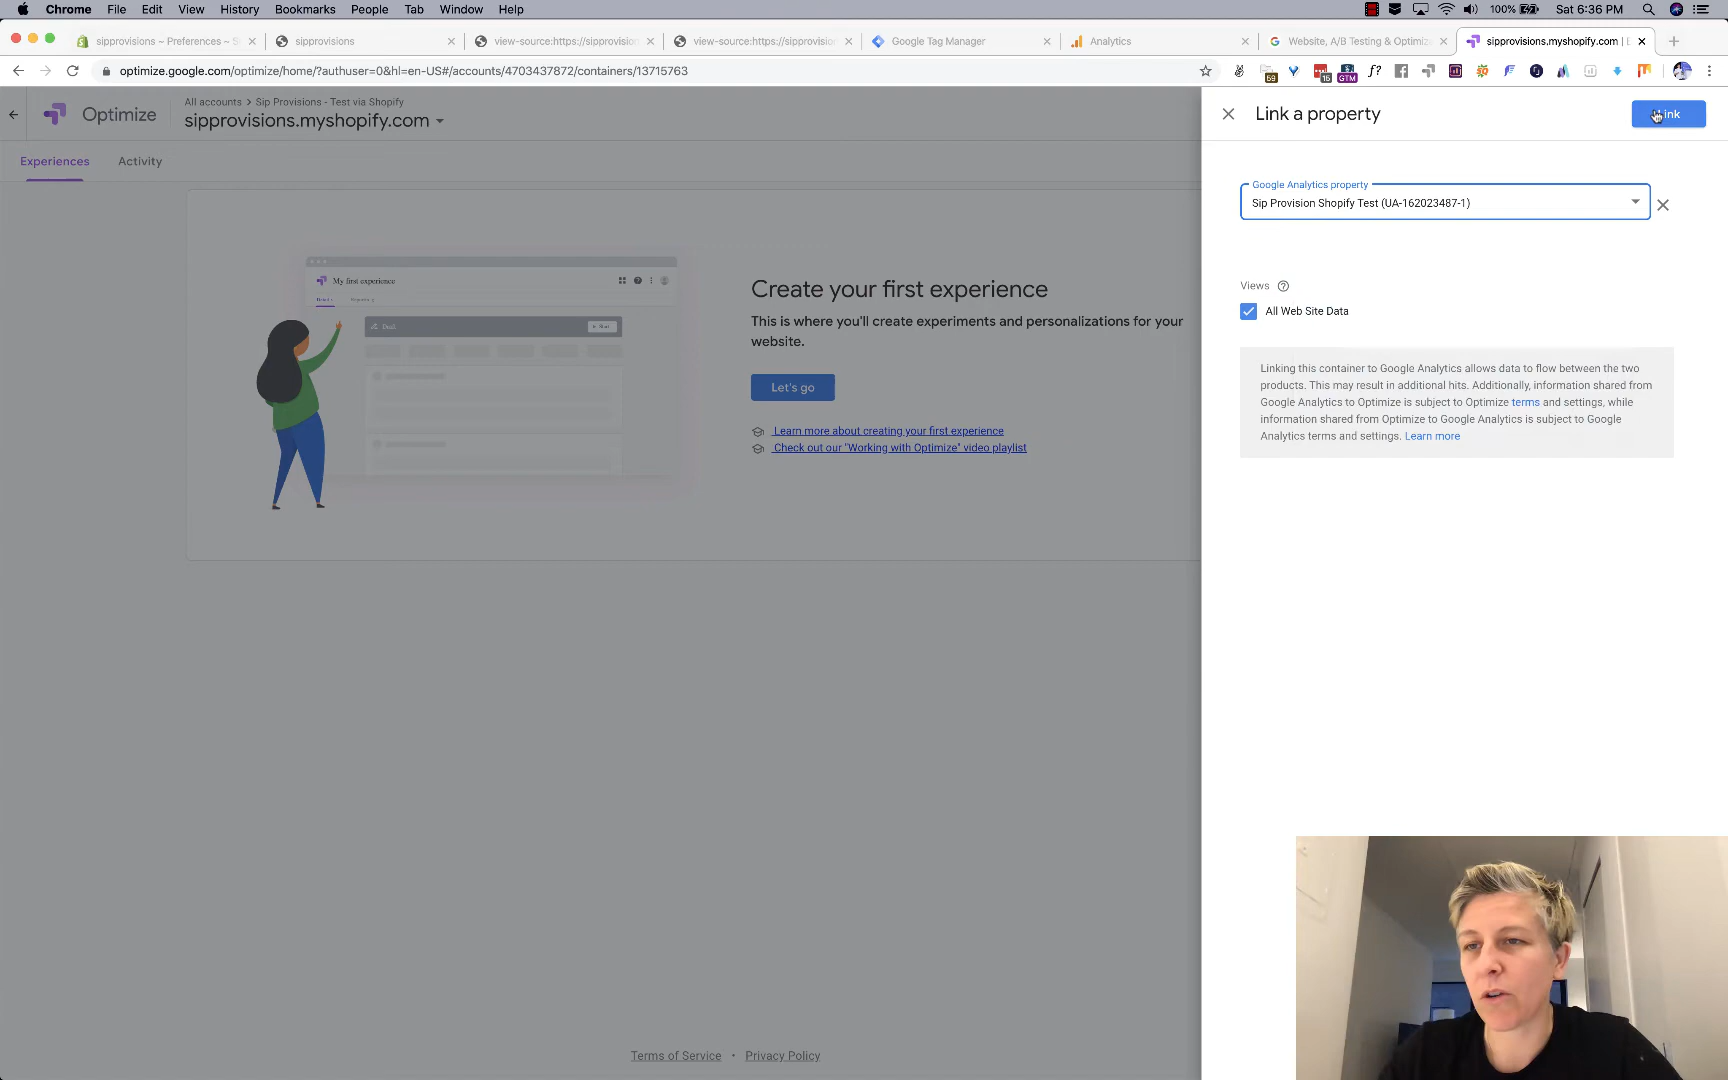 Chrome File Edit View History Bookmarks People Tab Window Help
100% Sat 6:36 PM
sipprovisions ~ Preferences ~ S
sipprovisions
view-source:https://sipprovision
view-source:https://sipprovision
Google Tag Manager
Analytics
Website, A/B Testing & Optimiz
sipprovisions.myshopify.com | E
optimize.google.com/optimize/home/?authuser=0&hl=en-US#/accounts/4703437872/containers/13715763
59
15
GTM
f?
Optimize
All accounts > Sip Provisions - Test via Shopify
sipprovisions.myshopify.com
Link a property
Link
Experiences
Activity
Google Analytics property
Sip Provision Shopify Test (UA-162023487-1)
Views
All Web Site Data
Linking this container to Google Analytics allows data to flow between the two
products. This may result in additional hits. Additionally, information shared from
Google Analytics to Optimize is subject to Optimize terms and settings, while
information shared from Optimize to Google Analytics is subject to Google
Analytics terms and settings. Learn more
My first experience
Draft
Start
Create your first experience
This is where you'll create experiments and personalizations for your
website.
Let's go
Learn more about creating your first experience
Check out our "Working with Optimize" video playlist
Terms of Service • Privacy Policy